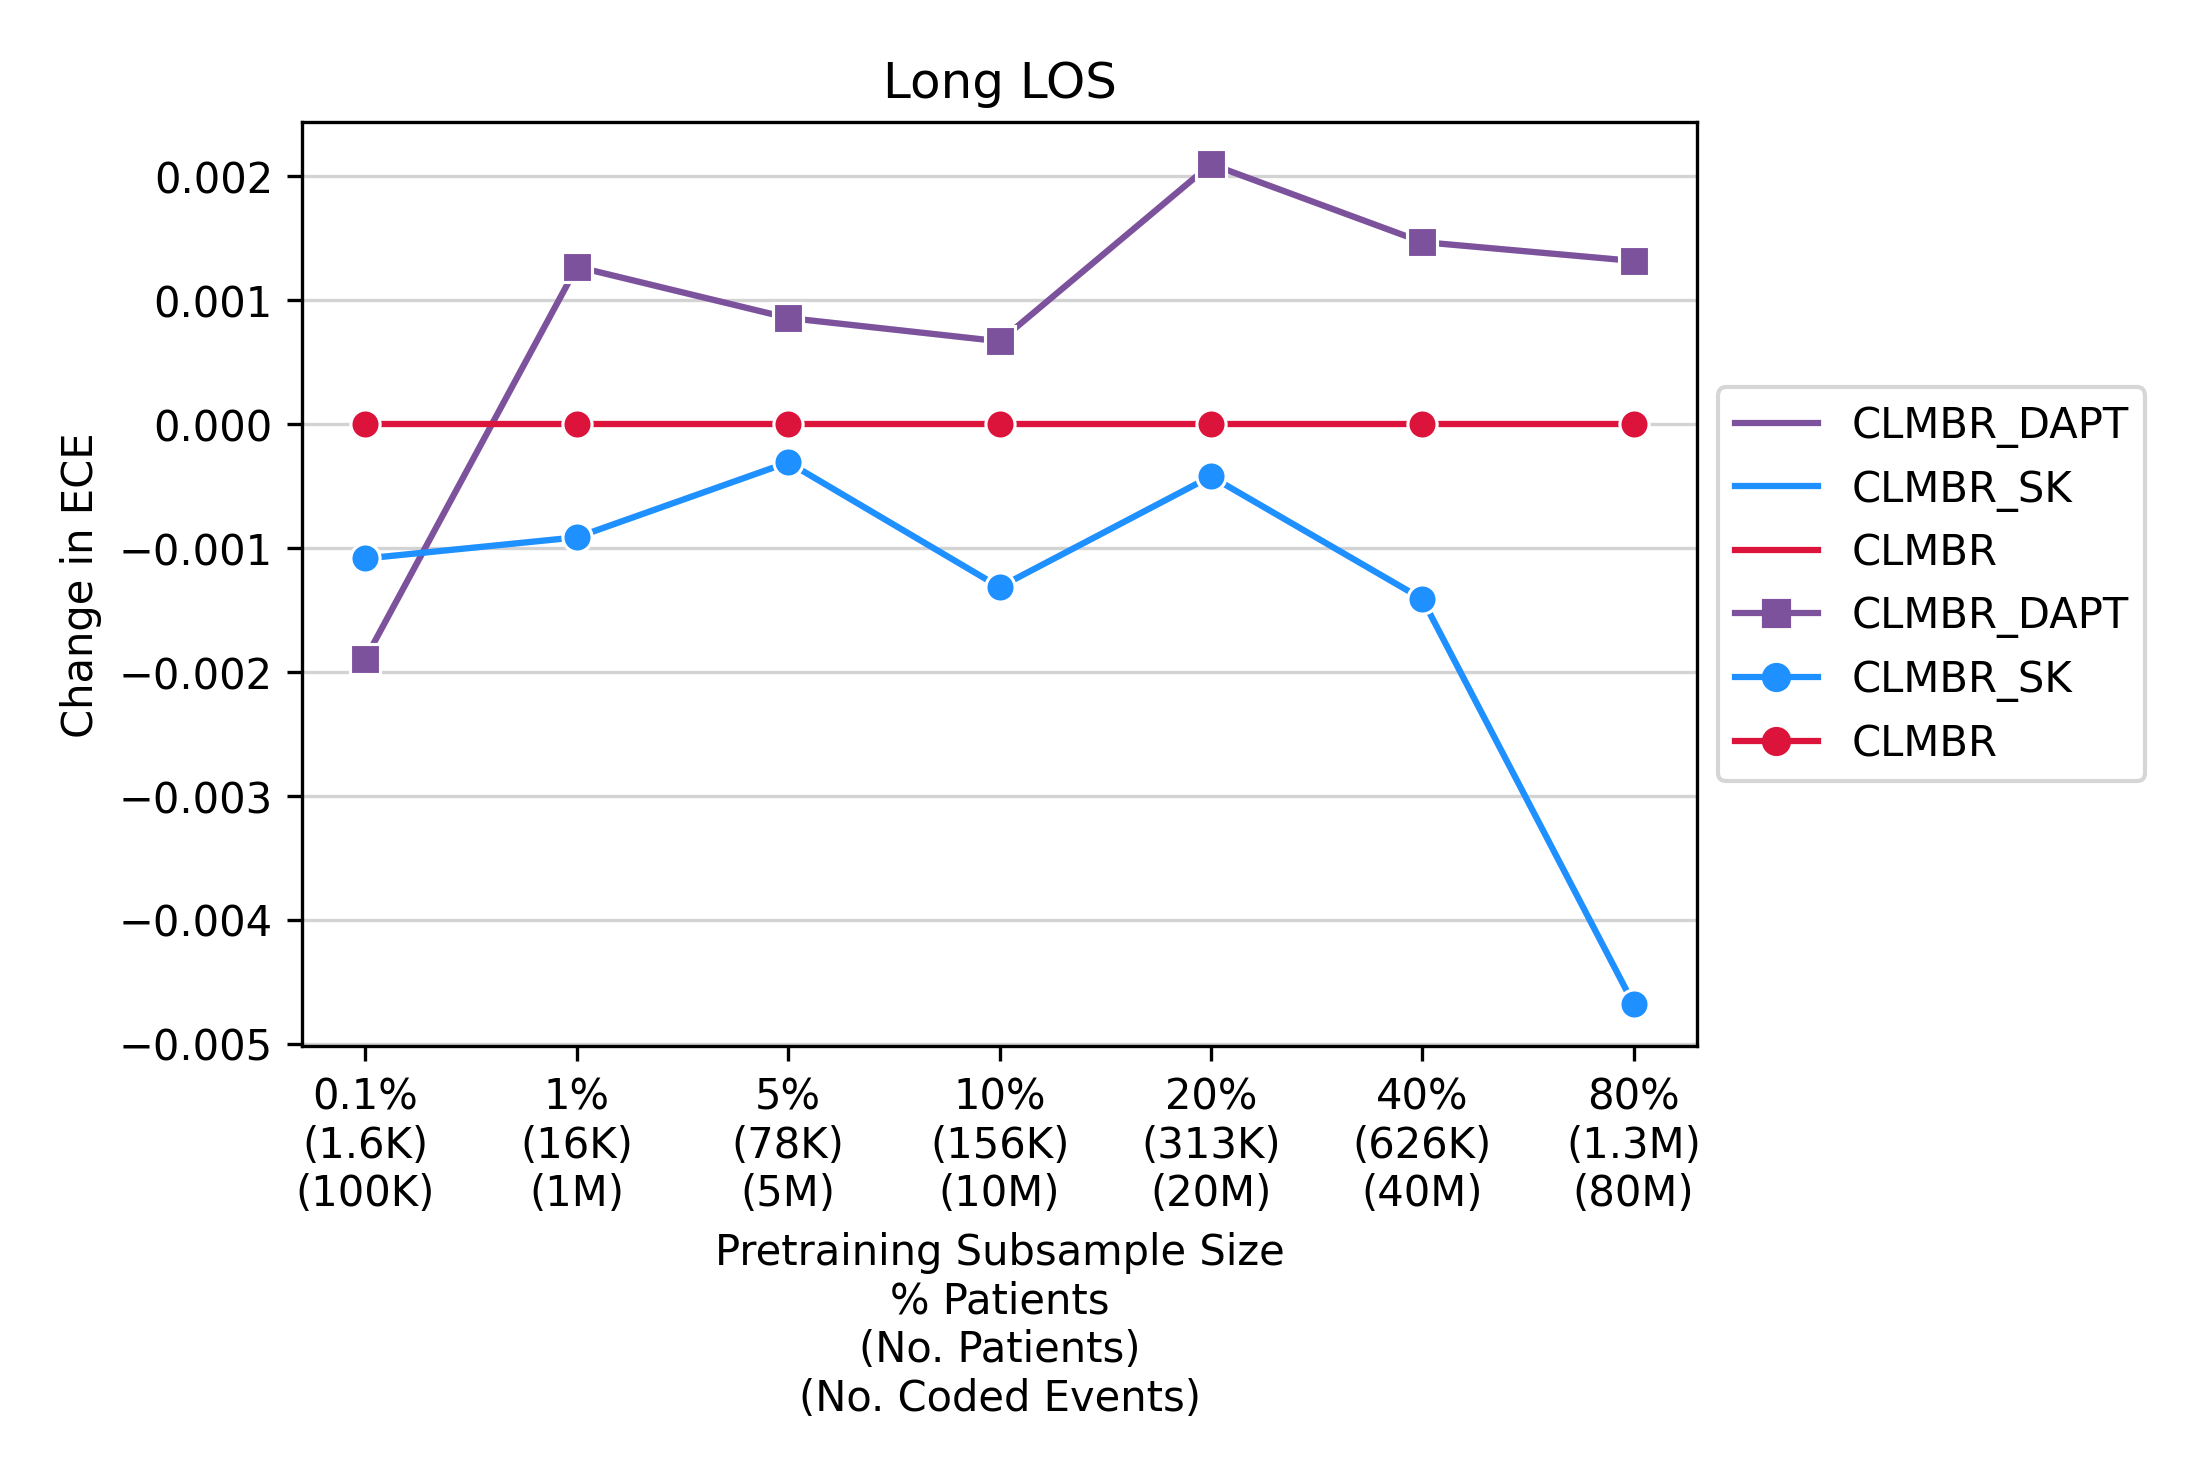 Long LOS
Change in ECE
0.002
0.001
0.000
−0.001
−0.002
−0.003
−0.004
−0.005
0.1% 1% 5% 10% 20% 40% 80%
(1.6K) (16K) (78K) (156K) (313K) (626K) (1.3M)
(100K) (1M) (5M) (10M) (20M) (40M) (80M)
Pretraining Subsample Size
% Patients
(No. Patients)
(No. Coded Events)
CLMBR_DAPT
CLMBR_SK
CLMBR
CLMBR_DAPT
CLMBR_SK
CLMBR